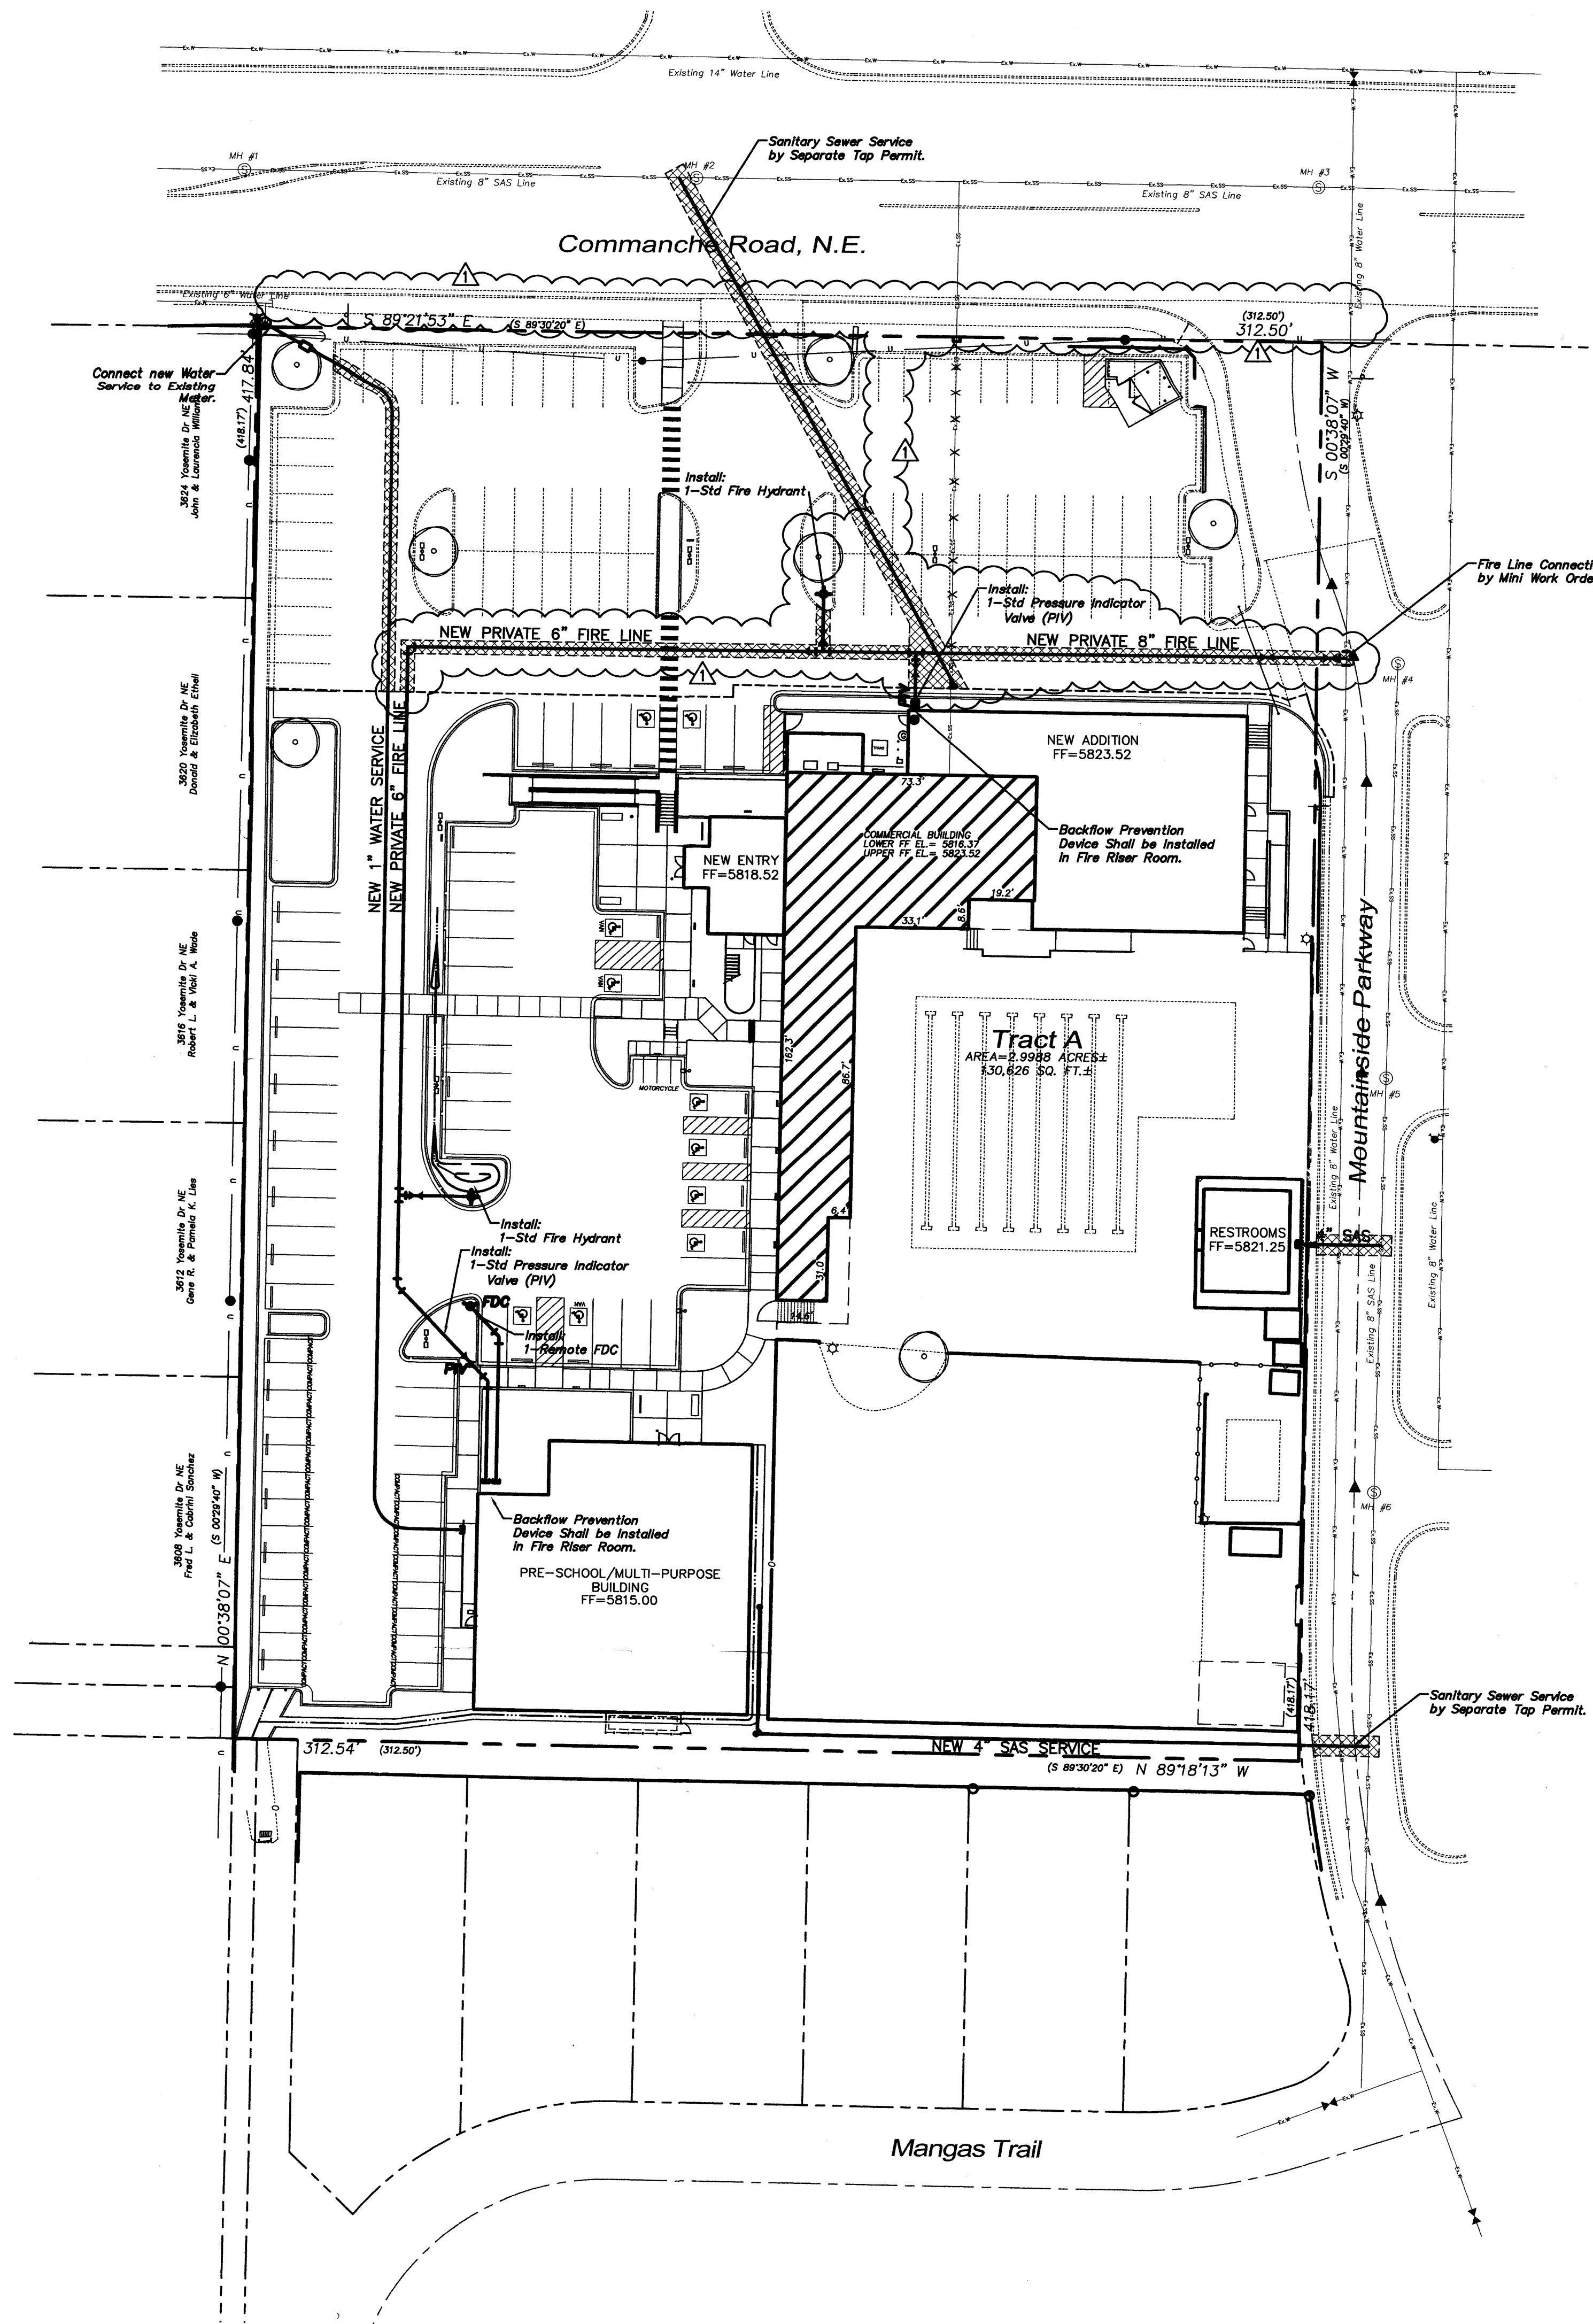 Existing 14" Water Line
Sanitary Sewer Service
by Separate Tap Permit.
MH #1
MH #2
MH #3
Existing 8" SAS Line
Existing 8" SAS Line
Existing 8" Water Line
Commanche Road, N.E.
1
Existing 6" Water Line
S 89°21'53" E
(S 89°30'20" E)
(312.50')
312.50'
1
Connect new Water
Service to Existing
Meter.
417.84'
(418.17')
S 00°38'07" W
(S 00°29'40" W)
3624 Yosemite Dr NE
1
Install:
1-Std Fire Hydrant
Fire Line Connecti
by Mini Work Orde
Install:
1-Std Pressure Indicator
Valve (PIV)
NEW PRIVATE 6" FIRE LINE
NEW PRIVATE 8" FIRE LINE
1
MH #4
3620 Yosemite Dr NE
Donald & Elizabeth Ethell
NEW 1" WATER SERVICE
NEW PRIVATE 6" FIRE LINE
NEW ADDITION
FF=5823.52
73.3'
COMMERCIAL BUILDING
LOWER FF EL.= 5816.37
UPPER FF EL.= 5823.52
Backflow Prevention
Device Shall be Installed
in Fire Riser Room.
NEW ENTRY
FF=5818.52
19.2'
8.6'
33.1'
3616 Yosemite Dr NE
Robert L. & Vicki A. Wade
VAN
VAN
Mountainside Parkway
162.3'
86.7'
Tract A
AREA=2.9988 ACRES±
130,626 SQ. FT.±
MOTORCYCLE
MH #5
Existing 8" Water Line
3612 Yosemite Dr NE
Gene R. & Pamela K. Lies
Install:
1-Std Fire Hydrant
6.4'
31.0'
14.6'
RESTROOMS
FF=5821.25
4" SAS
Existing 8" Water Line
Existing 8" SAS Line
Install:
1-Std Pressure Indicator
Valve (PIV)
FDC
VAN
Install:
1-Remote FDC
PIV
MH #6
3608 Yosemite Dr NE
Fred L. & Cabrini Sanchez
N 00°38'07" E
(S 00°29'40" W)
COMPACT
Backflow Prevention
Device Shall be Installed
in Fire Riser Room.
PRE-SCHOOL/MULTI-PURPOSE
BUILDING
FF=5815.00
(418.17')
418.17'
Sanitary Sewer Service
by Separate Tap Permit.
312.54'
(312.50')
NEW 4" SAS SERVICE
(S 89°30'20" E)
N 89°18'13" W
Mangas Trail